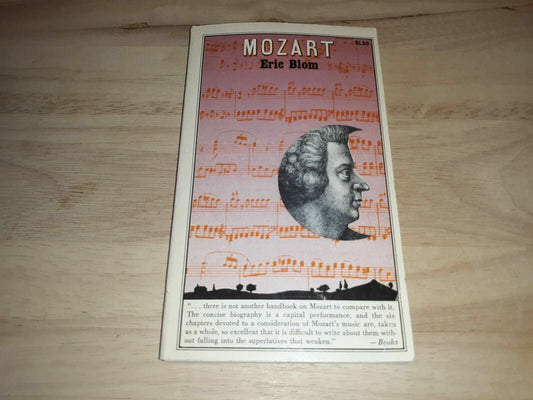 MOZART
$1.50
Eric Blom
“. . . there is not another handbook on Mozart to compare with it.
The concise biography is a capital performance, and the six
chapters devoted to a consideration of Mozart's music are, taken
as a whole, so excellent that it is difficult to write about them with-
out falling into the superlatives that weaken.”
— Books